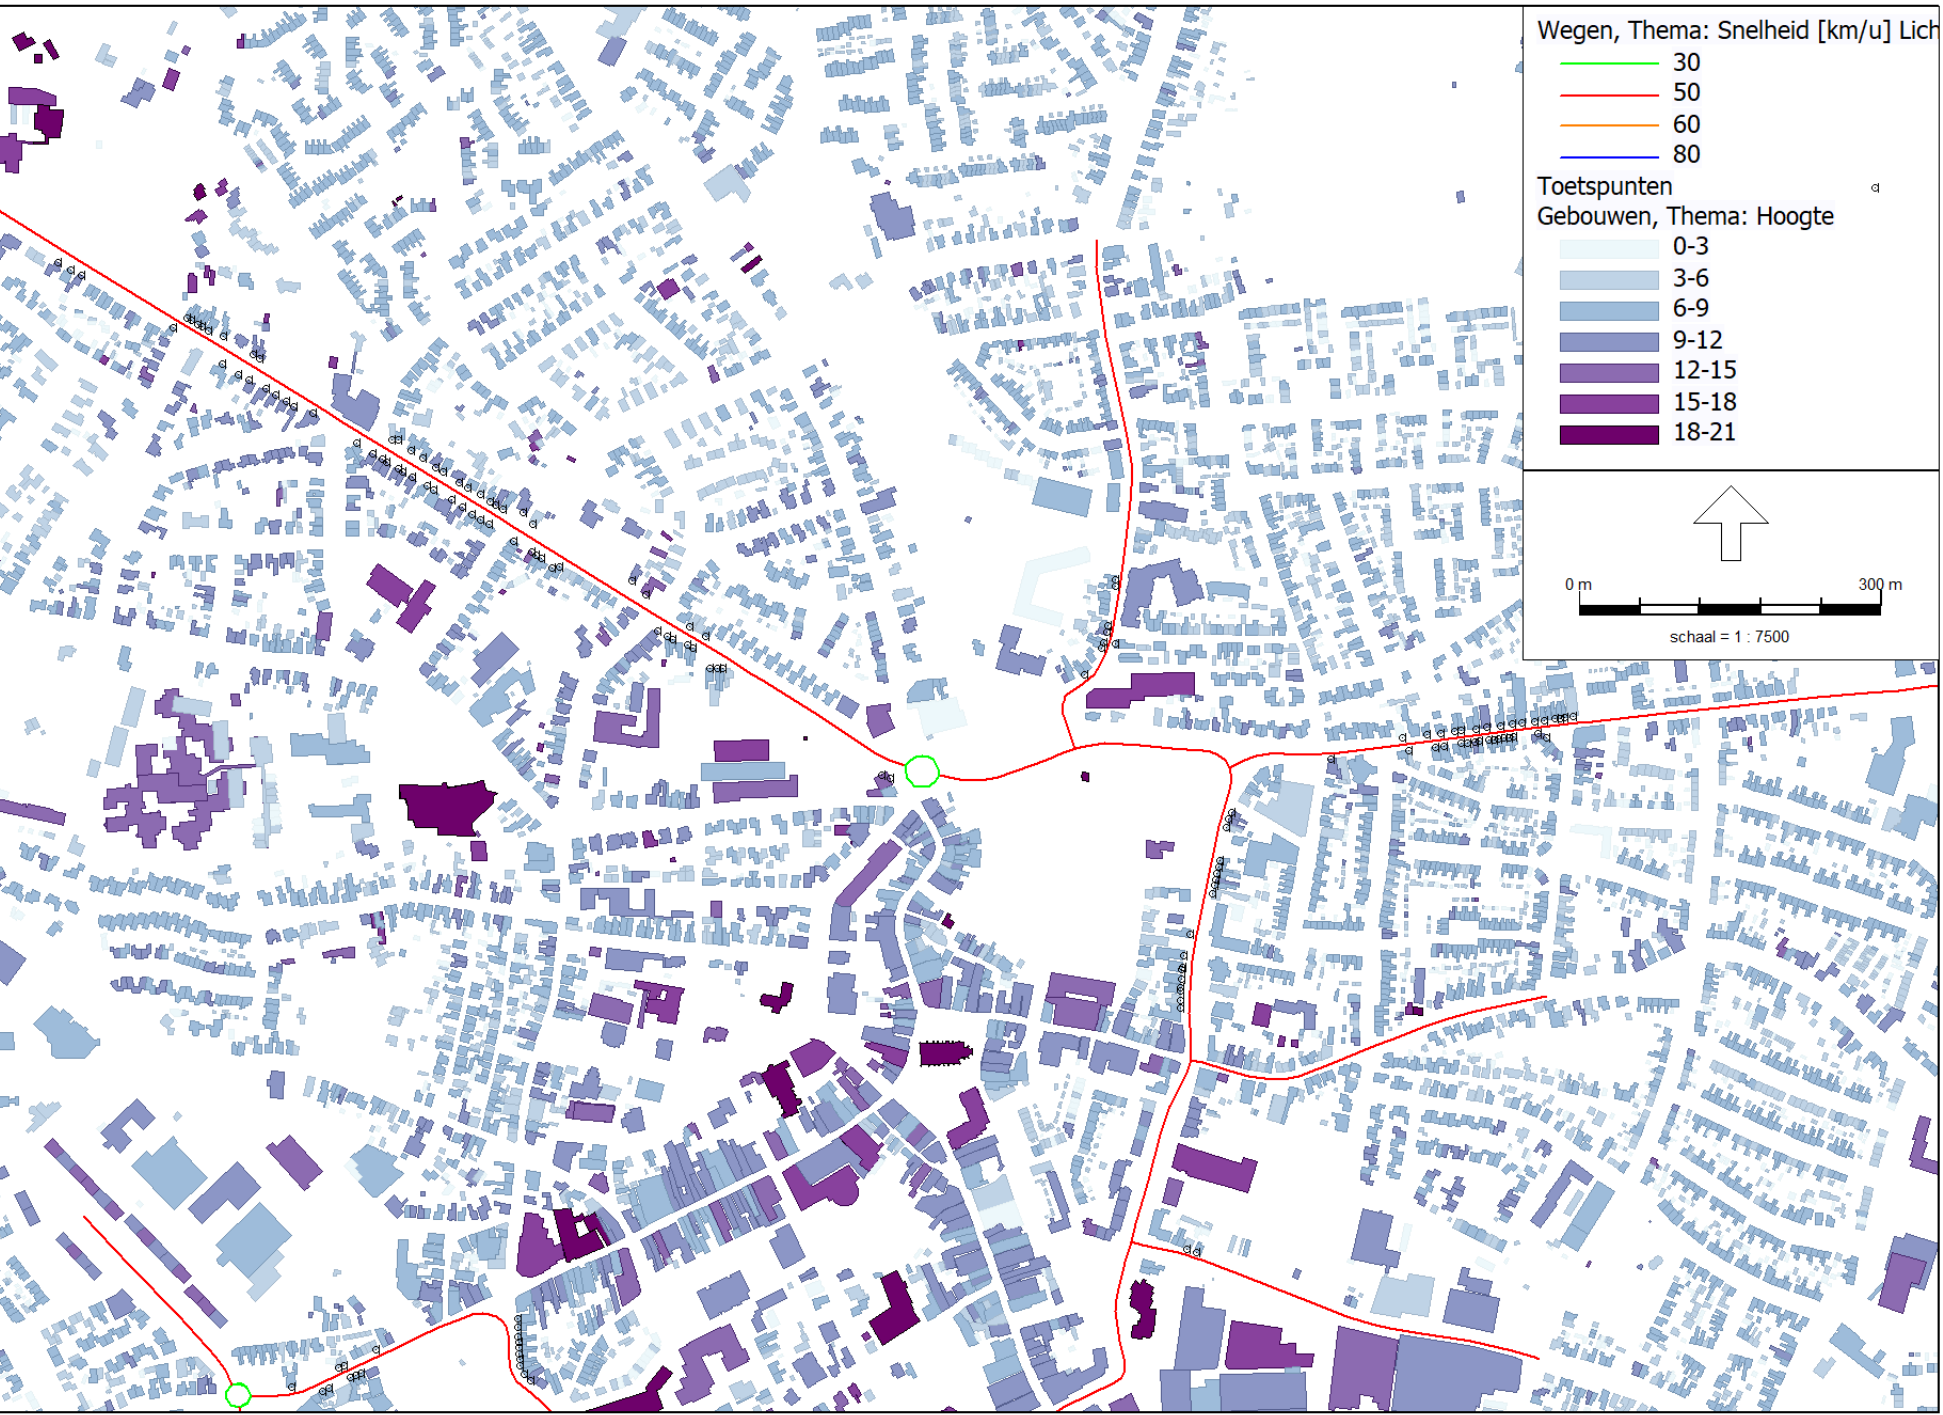 Wegen, Thema: Snelheid [km/u] Lich
30
50
60
80
Toetspunten
Gebouwen, Thema: Hoogte
0-3
3-6
6-9
9-12
12-15
15-18
18-21
0 m 300 m
schaal = 1 : 7500